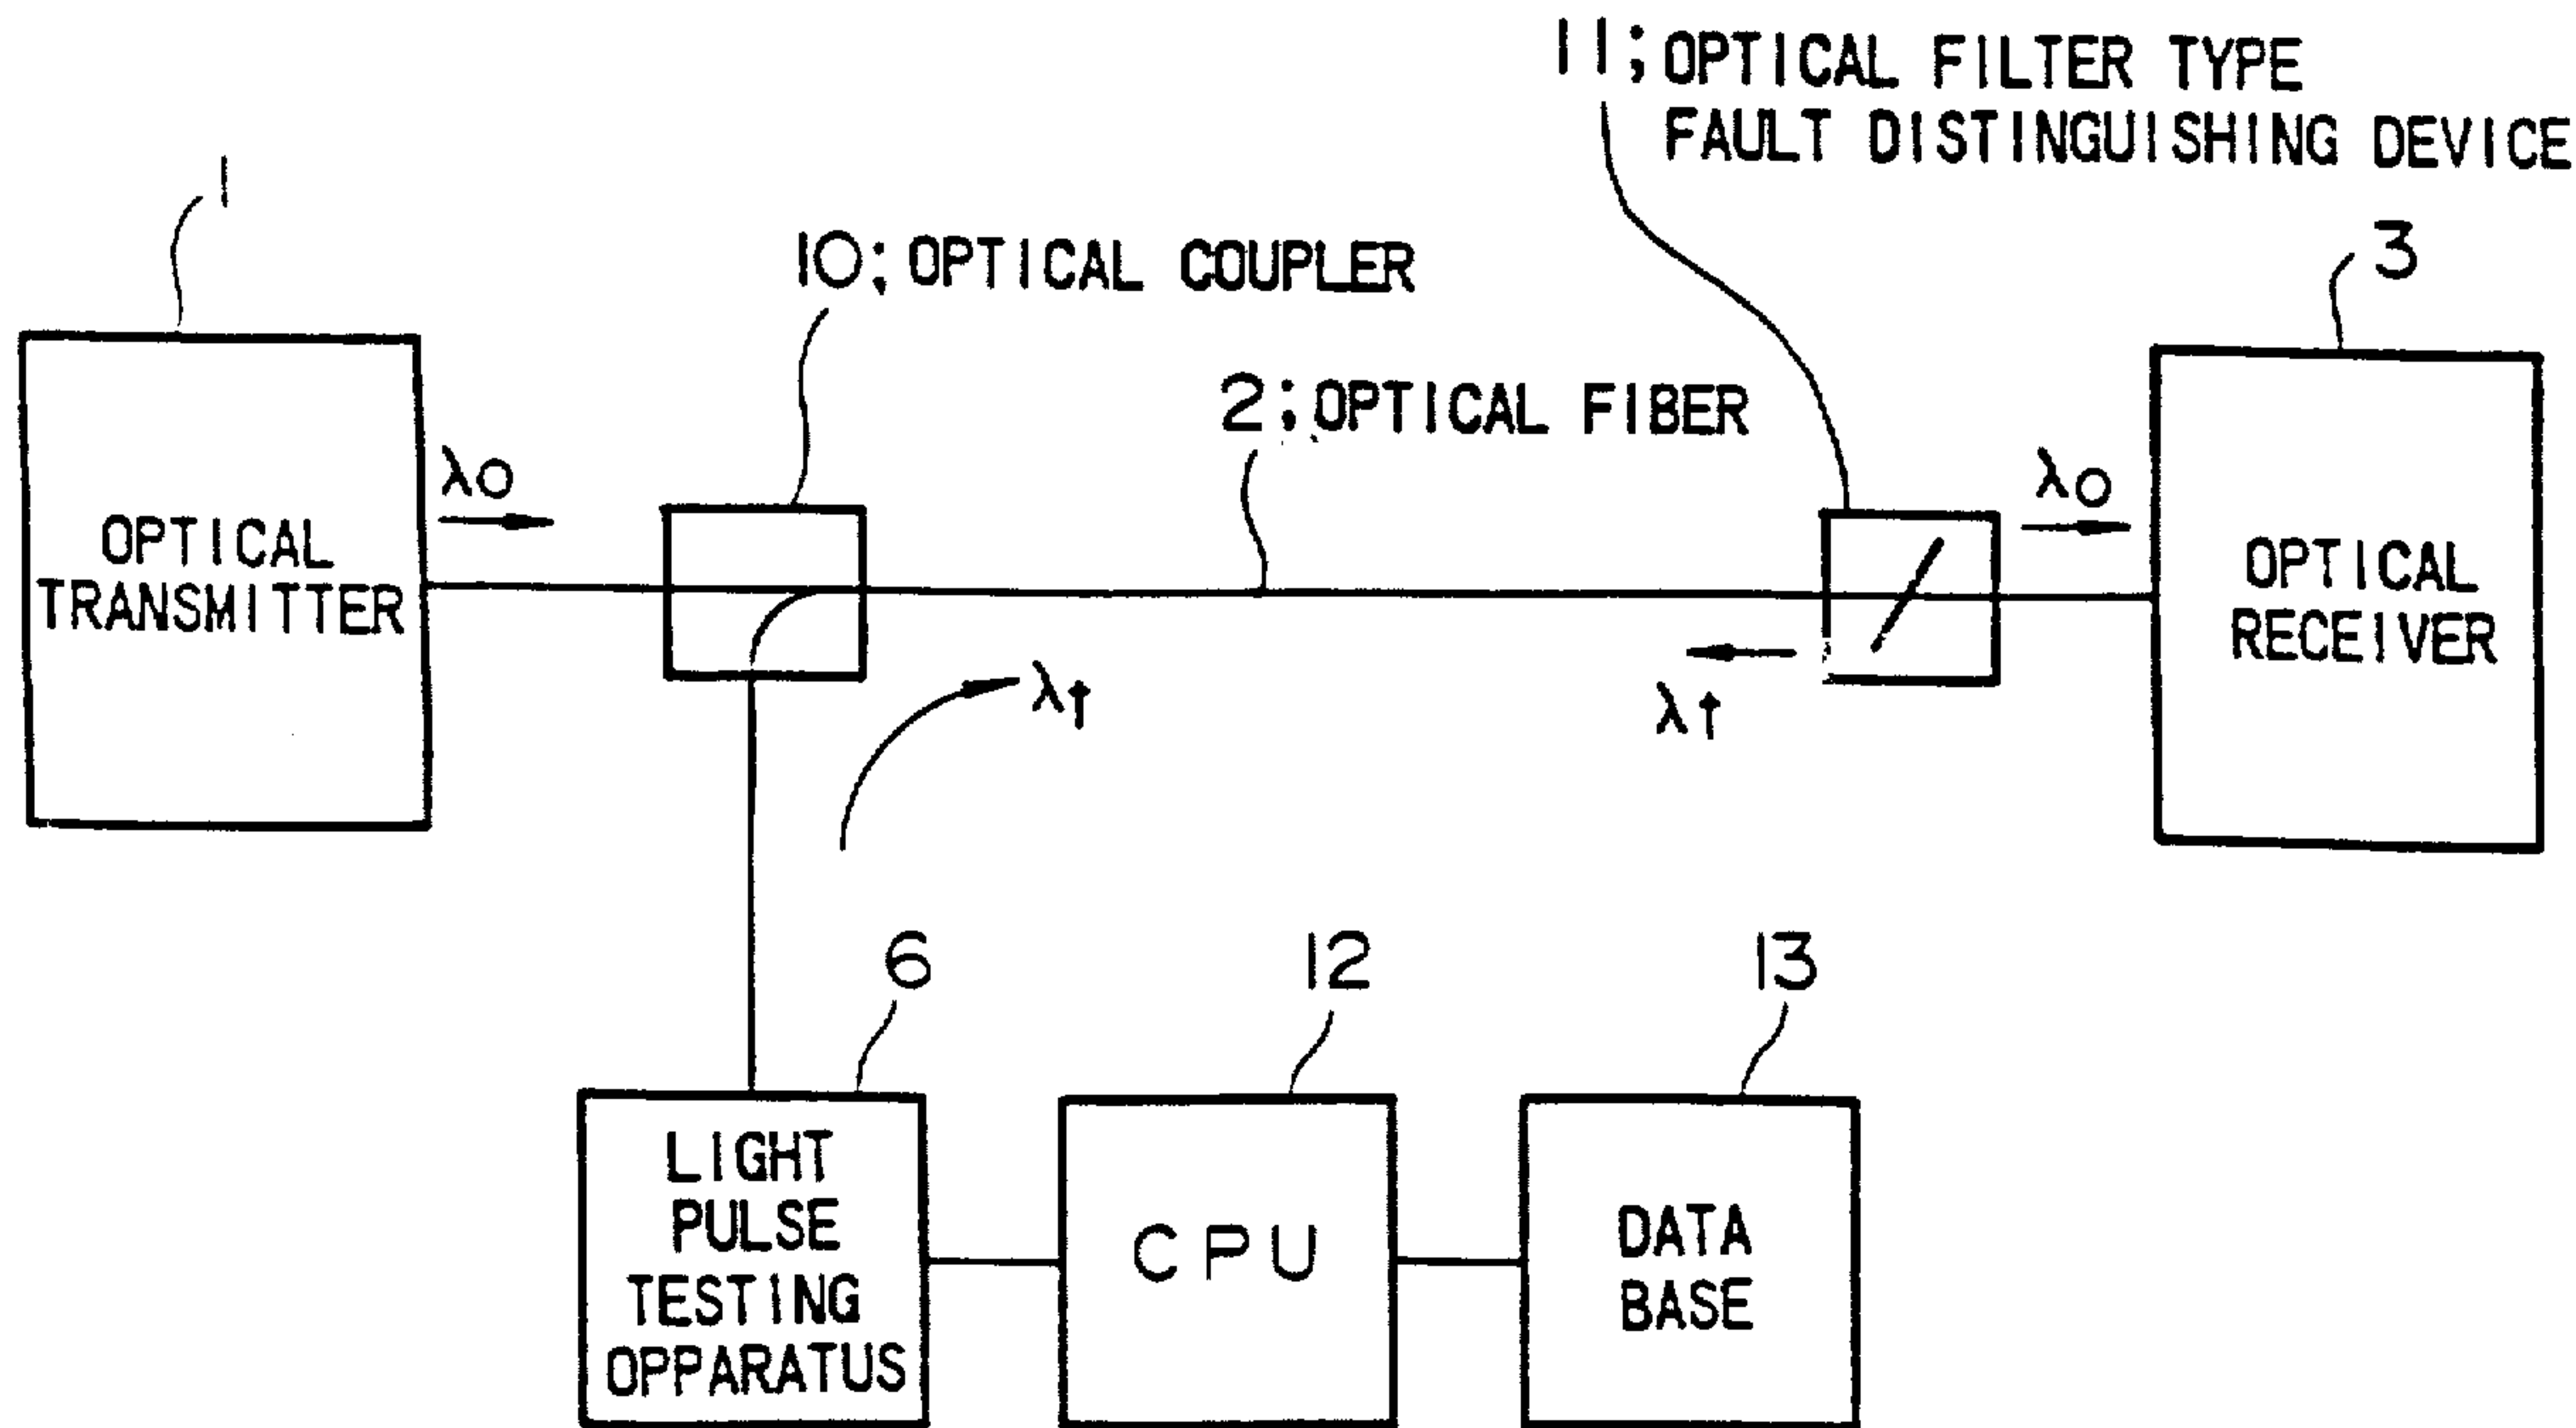 11; OPTICAL FILTER TYPE
FAULT DISTINGUISHING DEVICE
1
10; OPTICAL COUPLER
3
2; OPTICAL FIBER
λO
λO
OPTICAL
TRANSMITTER
OPTICAL
RECEIVER
λt
λt
6
12
13
LIGHT
PULSE
TESTING
OPPARATUS
CPU
DATA
BASE